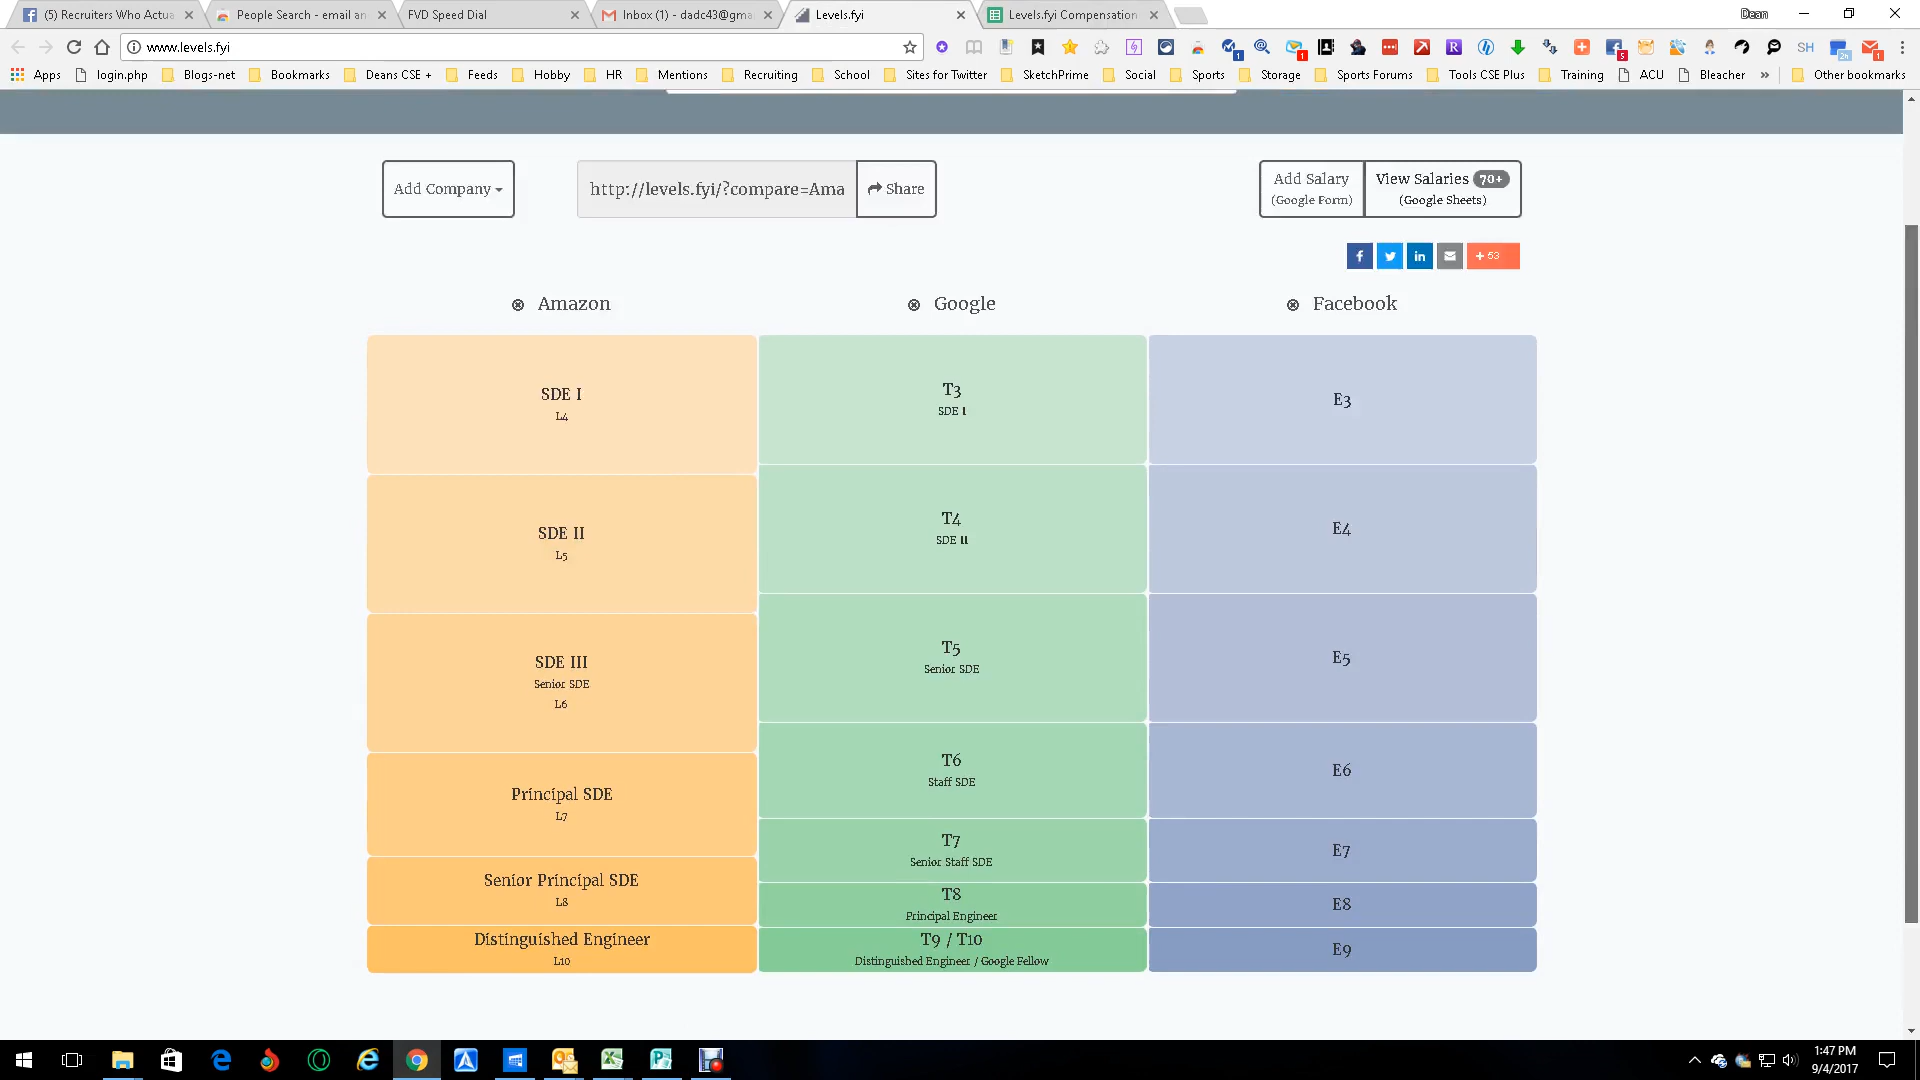 (5) Recruiters Who Actua
People Search - email an
FVD Speed Dial
Inbox (1) - dadc43@gma
Levels.fyi
Levels.fyi Compensation
Dean
www.levels.fyi
Apps
login.php
Blogs-net
Bookmarks
Deans CSE +
Feeds
Hobby
HR
Mentions
Recruiting
School
Sites for Twitter
SketchPrime
Social
Sports
Storage
Sports Forums
Tools CSE Plus
Training
ACU
Bleacher
»
Other bookmarks
Add Company
http://levels.fyi/?compare=Ama
Share
Add Salary
(Google Form)
View Salaries 70+
(Google Sheets)
+ 53
Amazon
Google
Facebook
SDE I
L4
T3
SDE I
E3
SDE II
L5
T4
SDE II
E4
SDE III
Senior SDE
L6
T5
Senior SDE
E5
Principal SDE
L7
T6
Staff SDE
E6
T7
Senior Staff SDE
E7
Senior Principal SDE
L8
T8
Principal Engineer
E8
Distinguished Engineer
L10
T9 / T10
Distinguished Engineer / Google Fellow
E9
1:47 PM
9/4/2017